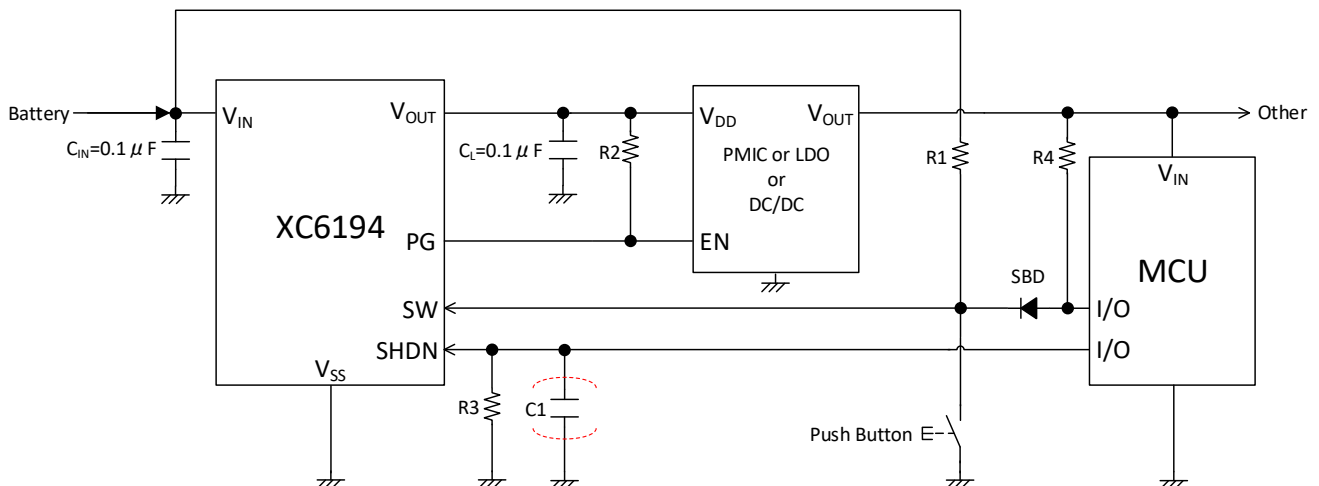 Battery
C_IN=0.1μF
V_IN
XC6194
V_OUT
PG
SW
SHDN
V_SS
C_L=0.1μF
R2
V_DD
V_OUT
PMIC or LDO
or
DC/DC
EN
R1
R4
Other
V_IN
MCU
I/O
I/O
SBD
R3
C1
Push Button